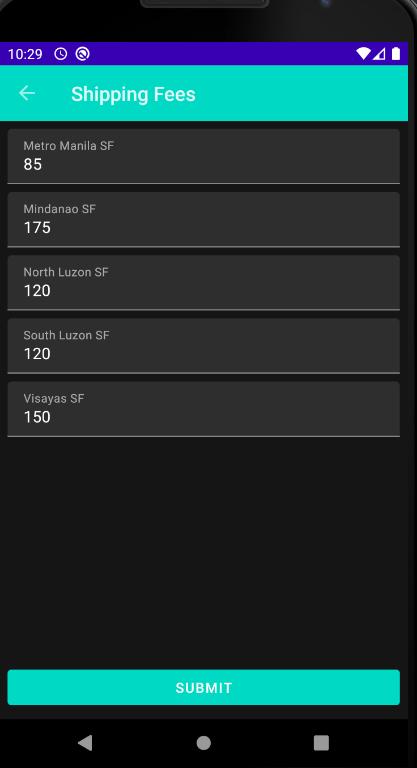 10:29
Shipping Fees
Metro Manila SF
85
Mindanao SF
175
North Luzon SF
120
South Luzon SF
120
Visayas SF
150
SUBMIT